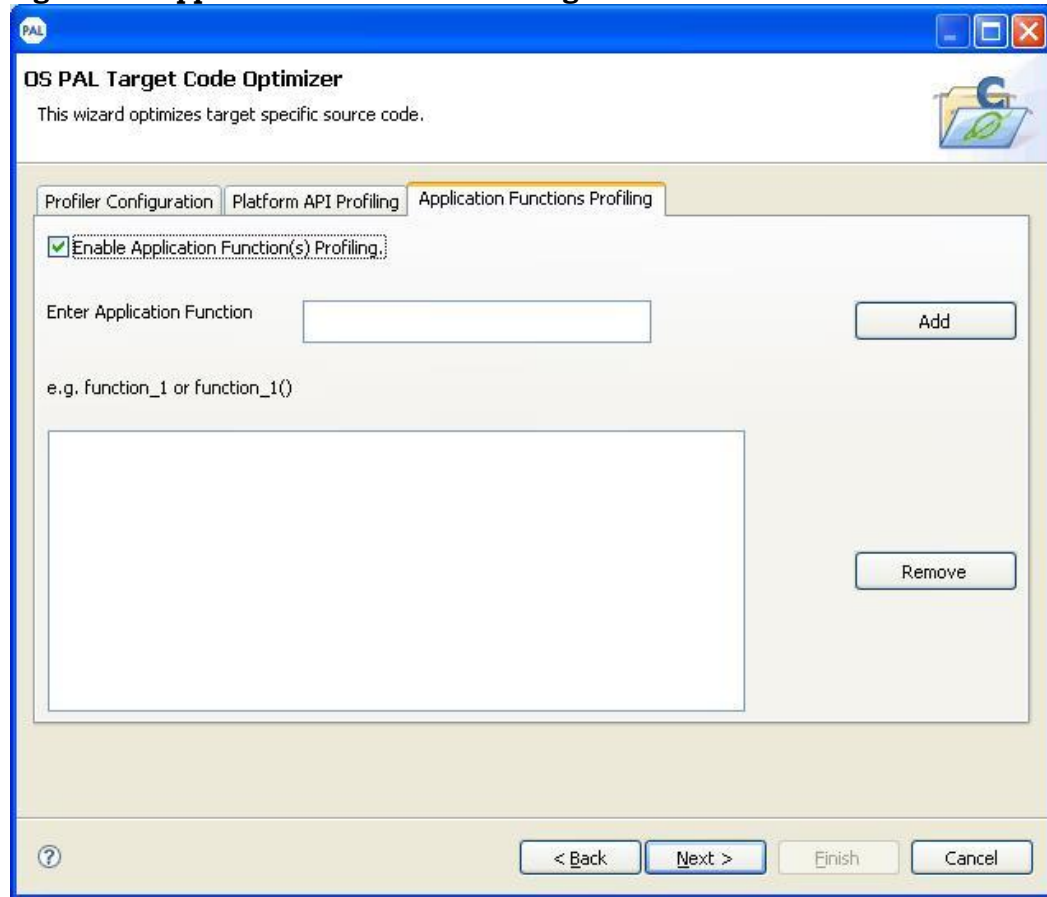 PAL
OS PAL Target Code Optimizer
This wizard optimizes target specific source code.
C
Profiler Configuration Platform API Profiling Application Functions Profiling
Enable Application Function(s) Profiling.
Enter Application Function
Add
e.g. function_1 or function_1()
Remove
?
< Back Next > Finish Cancel